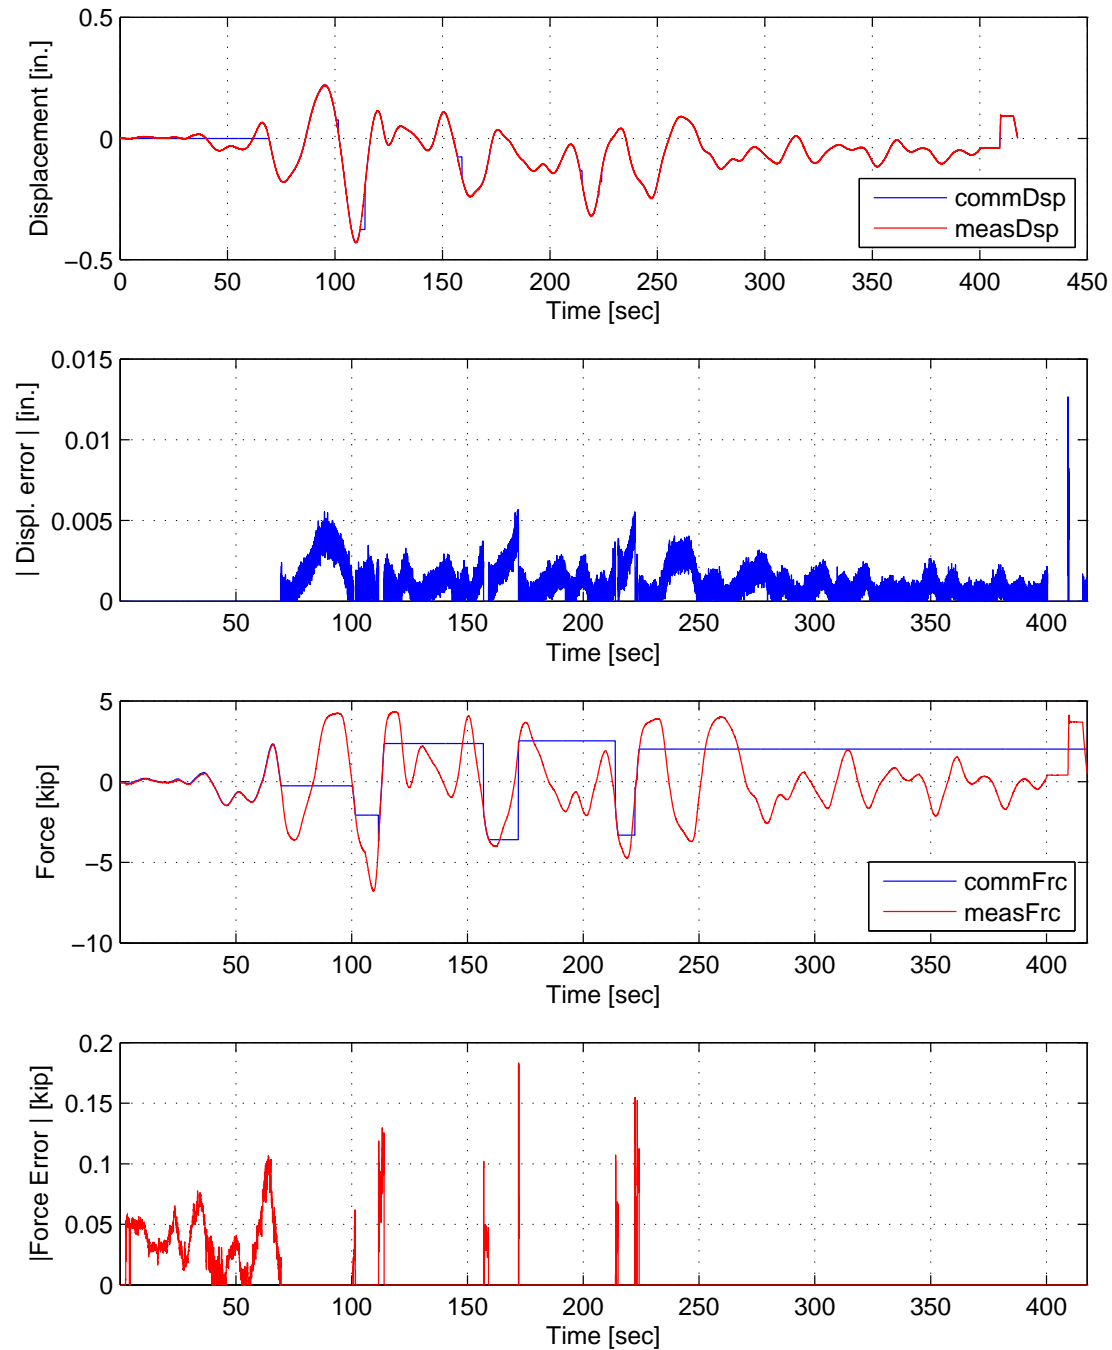 0.5
0
−0.5
Displacement [in.]
0 50 100 150 200 250 300 350 400 450
Time [sec]
commDsp
measDsp
0.015
0.01
0.005
0
| Displ. error | [in.]
50 100 150 200 250 300 350 400
Time [sec]
5
0
−5
−10
Force [kip]
50 100 150 200 250 300 350 400
Time [sec]
commFrc
measFrc
0.2
0.15
0.1
0.05
0
|Force Error | [kip]
50 100 150 200 250 300 350 400
Time [sec]